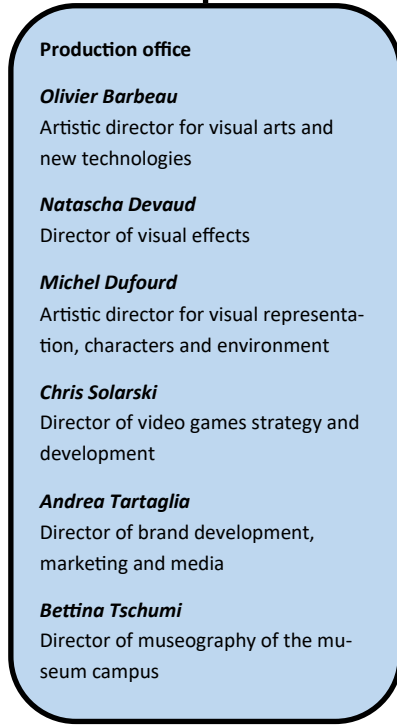 Production office
Olivier Barbeau
Artistic director for visual arts and
new technologies
Natascha Devaud
Director of visual effects
Michel Dufourd
Artistic director for visual representa-
tion, characters and environment
Chris Solarski
Director of video games strategy and
development
Andrea Tartaglia
Director of brand development,
marketing and media
Bettina Tschumi
Director of museography of the mu-
seum campus